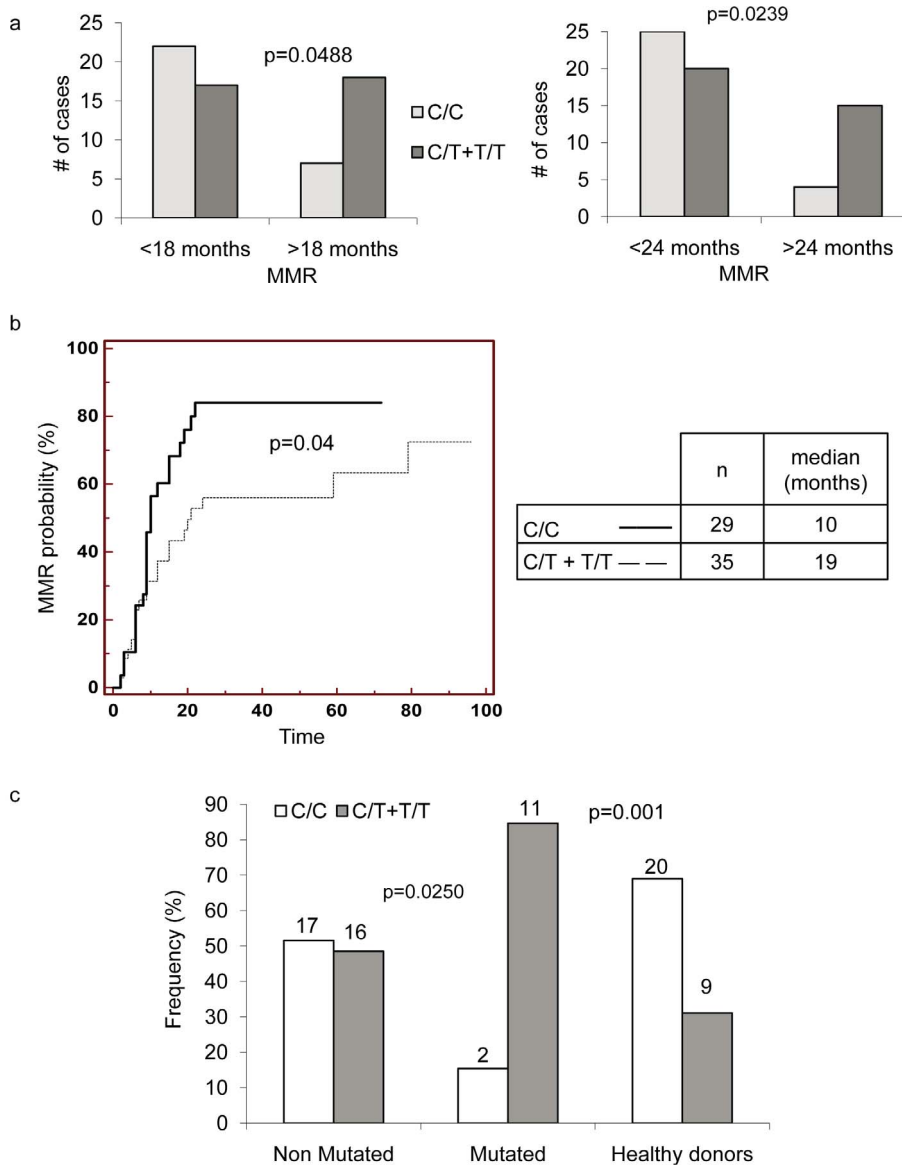 a
25
20
15
10
5
0
# of cases
p=0.0488
<18 months
>18 months
MMR
C/C
C/T+T/T
p=0.0239
25
20
15
10
5
0
# of cases
<24 months
>24 months
MMR
b
100
80
60
40
20
0
MMR probability (%)
p=0.04
0
20
40
60
80
100
Time
n
median
(months)
C/C
29
10
C/T + T/T
35
19
c
90
80
70
60
50
40
30
20
10
0
Frequency (%)
C/C
C/T+T/T
p=0.0250
p=0.001
17
16
2
11
20
9
Non Mutated
Mutated
Healthy donors